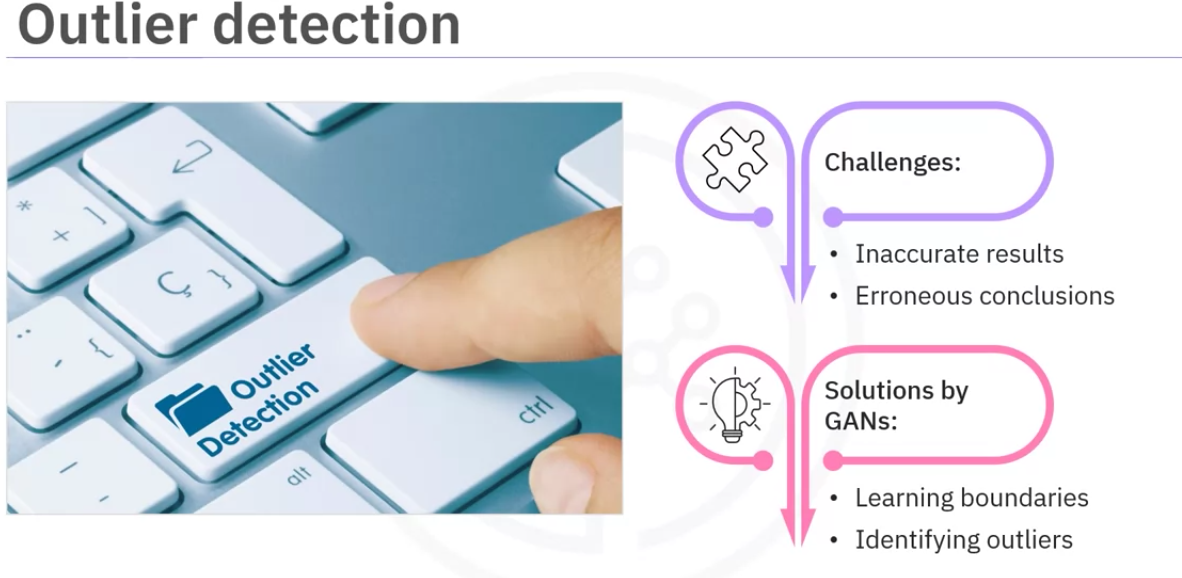 Outlier detection
Challenges:
• Inaccurate results
• Erroneous conclusions
Solutions by
GANs:
• Learning boundaries
• Identifying outliers
* ]
+
Ç }
¨ {
-
Outlier
Detection
ctrl
alt